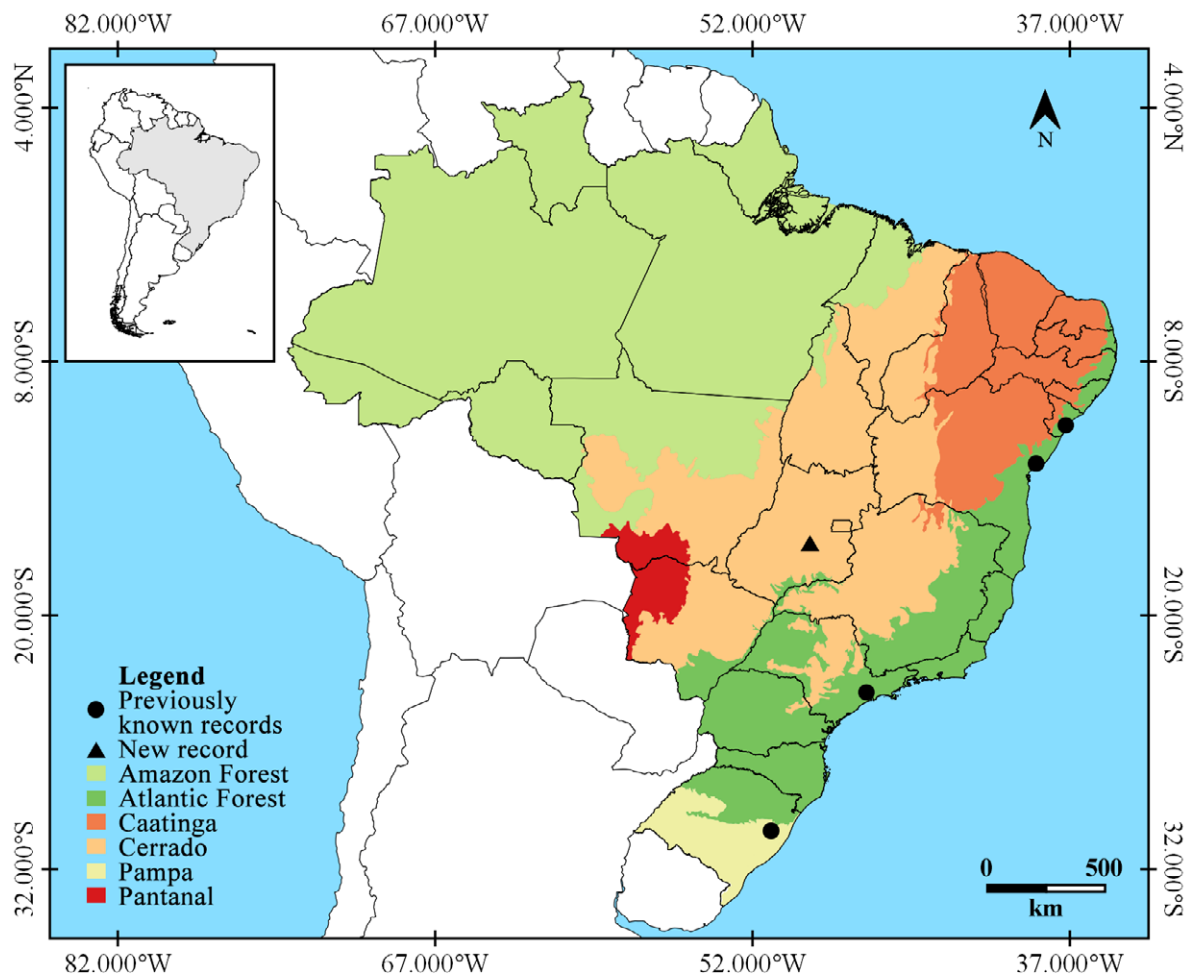 82.000°W 67.000°W 52.000°W 37.000°W
4.000°N
4.000°N
N
8.000°S
8.000°S
20.000°S
20.000°S
Legend
Previously
known records
New record
Amazon Forest
Atlantic Forest
Caatinga
Cerrado
Pampa
Pantanal
32.000°S
32.000°S
0 500
km
82.000°W 67.000°W 52.000°W 37.000°W